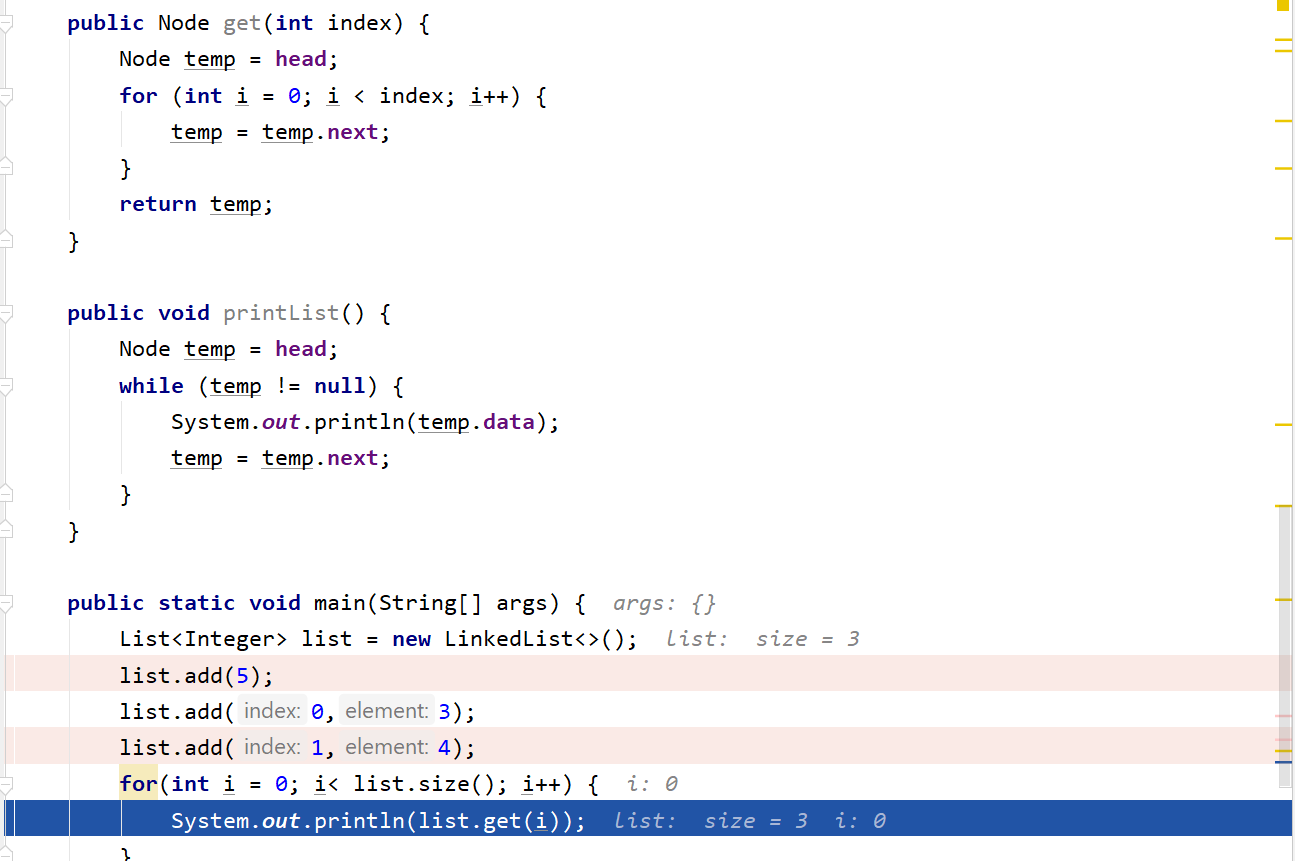 public Node get(int index) {
Node temp = head;
for (int i = 0; i < index; i++) {
temp = temp.next;
}
return temp;
}
public void printList() {
Node temp = head;
while (temp != null) {
System.out.println(temp.data);
temp = temp.next;
}
}
public static void main(String[] args) { args: {}
List<Integer> list = new LinkedList<>(); list: size = 3
list.add(5);
list.add( index: 0, element: 3);
list.add( index: 1, element: 4);
for(int i = 0; i< list.size(); i++) { i: 0
System.out.println(list.get(i)); list: size = 3 i: 0
}